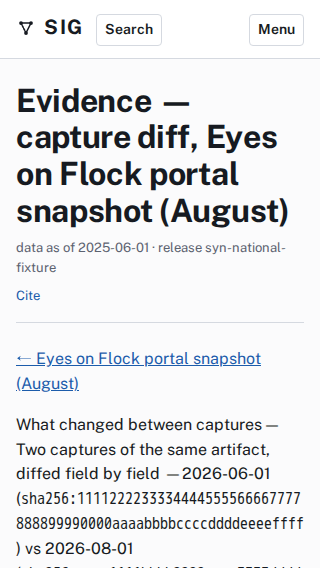 SIG
Search
Menu
Evidence —
capture diff, Eyes
on Flock portal
snapshot (August)
data as of 2025-06-01 · release syn-national-
fixture
Cite
← Eyes on Flock portal snapshot
(August)
What changed between captures —
Two captures of the same artifact,
diffed field by field —2026-06-01
(sha256:1111222233334444555566667777
888899990000aaaabbbbccccddddeeeeffff
) vs 2026-08-01